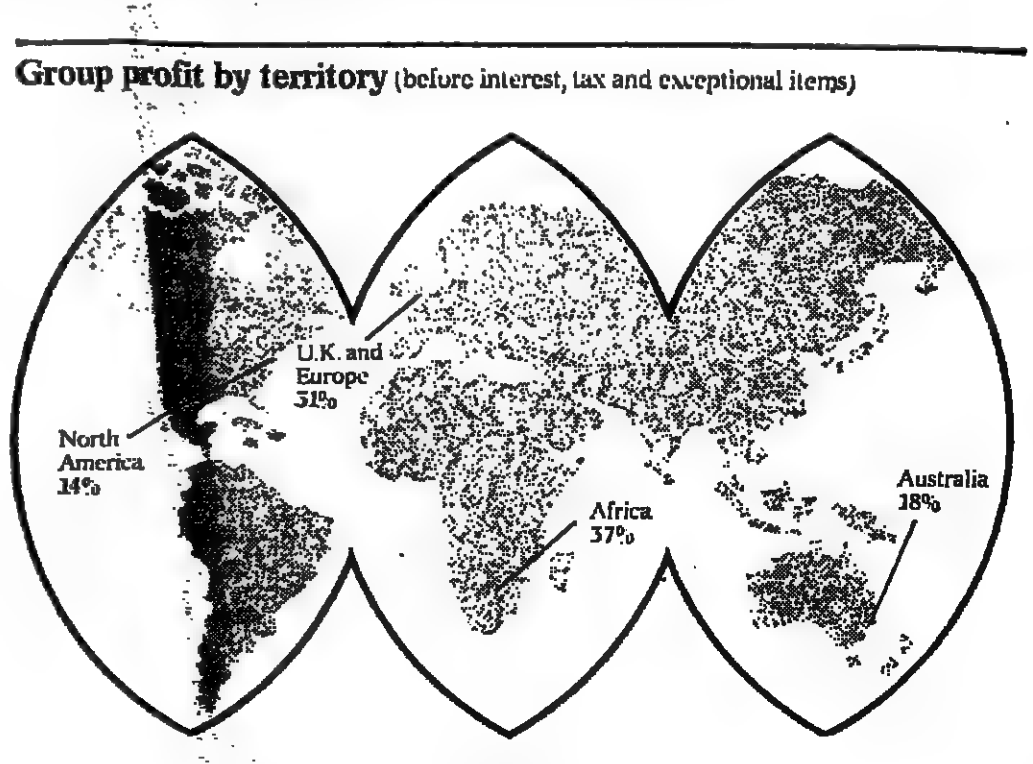 Group profit by territory (before interest, tax and exceptional items)
U.K. and
Europe
31%
North
America
14%
Africa
37%
Australia
18%